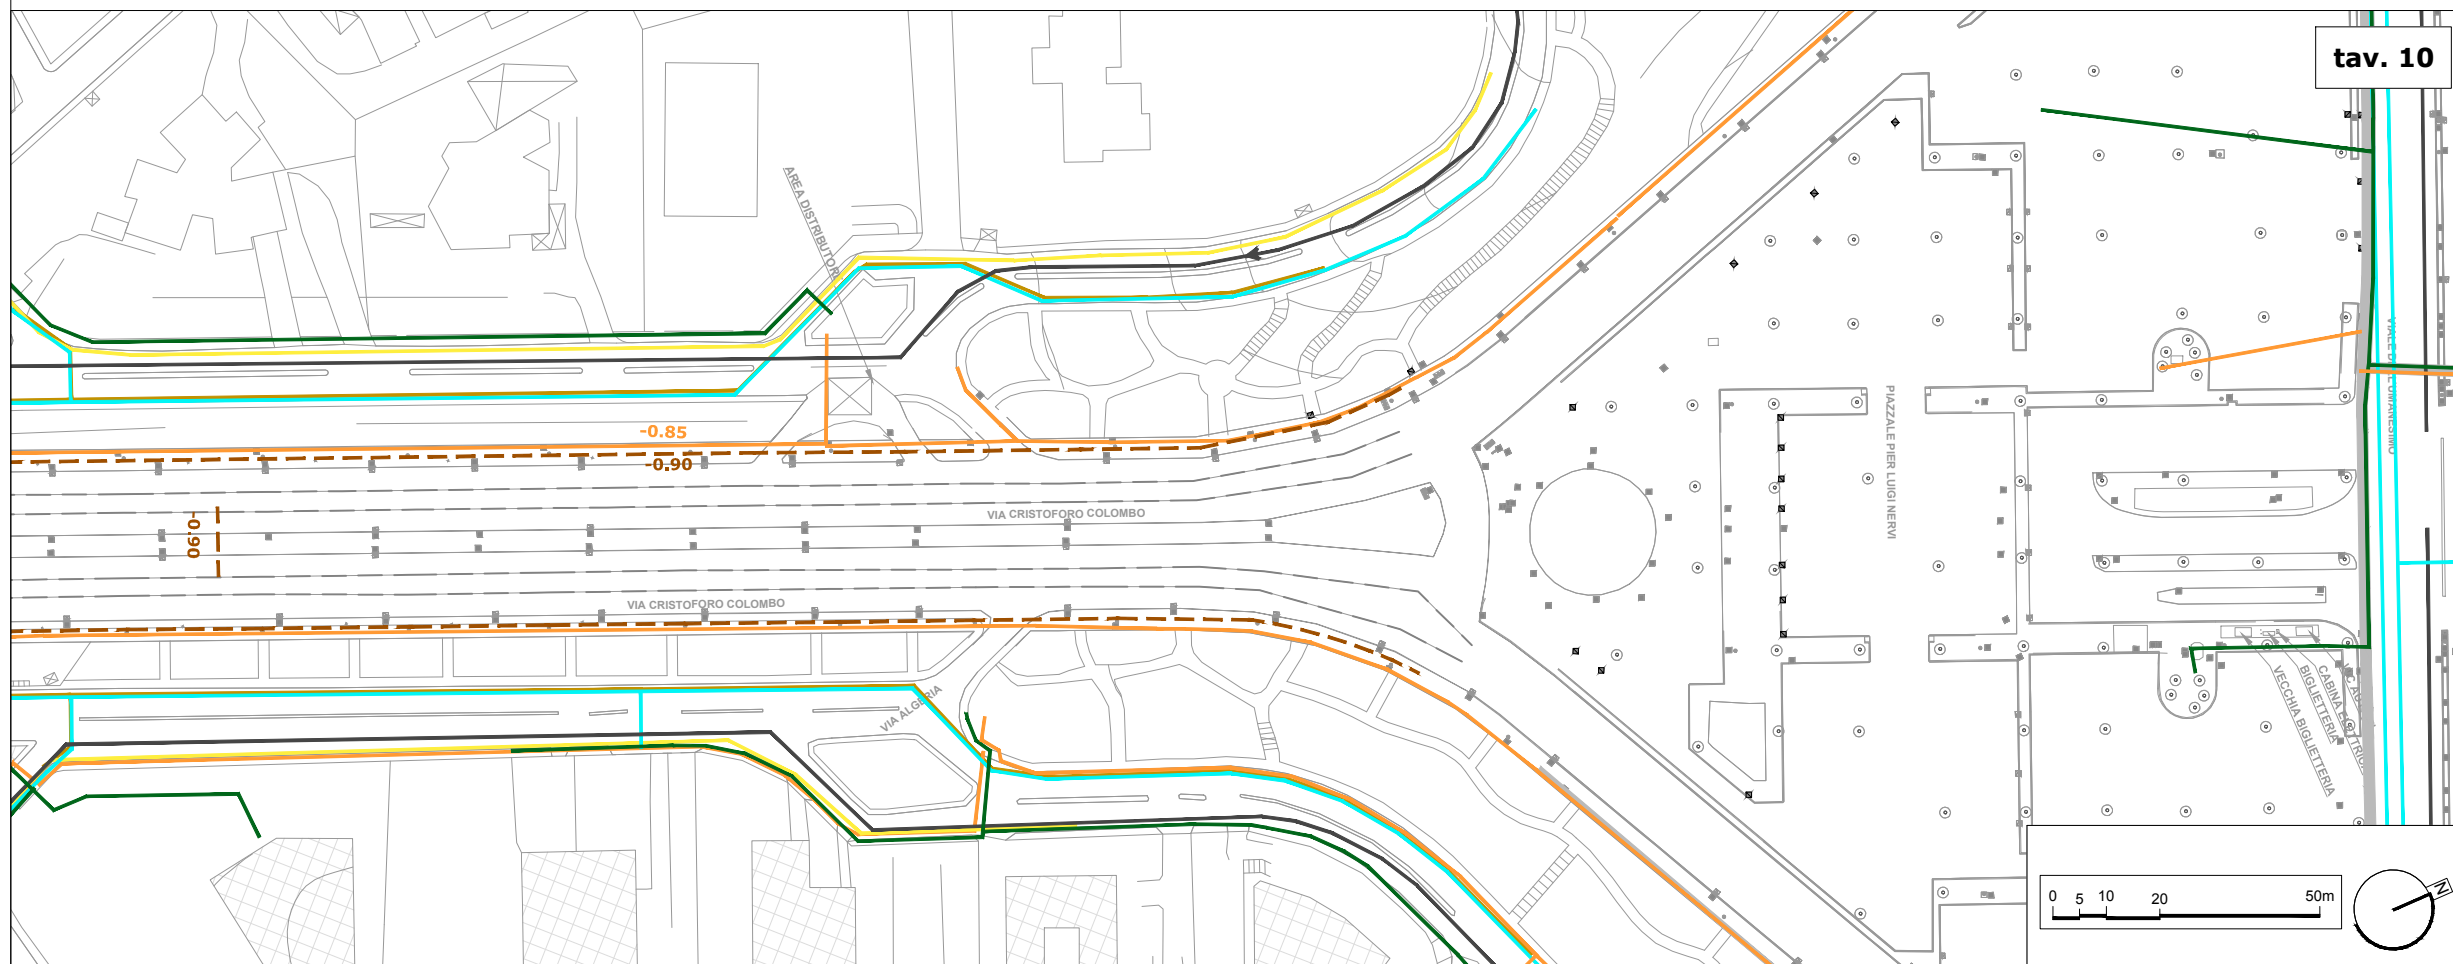 tav. 10
AREA DISTRIBUTORI
-0.85
-0.90
-0.90
VIA CRISTOFORO COLOMBO
VIA CRISTOFORO COLOMBO
VIA ALGERIA
PIAZZALE PIER LUIGI NERVI
VIALE DELL'UMANESIMO
VECCHIA BIGLIETTERIA
BIGLIETTERIA
CABINA ELETTRICA
0 5 10 20 50m
N